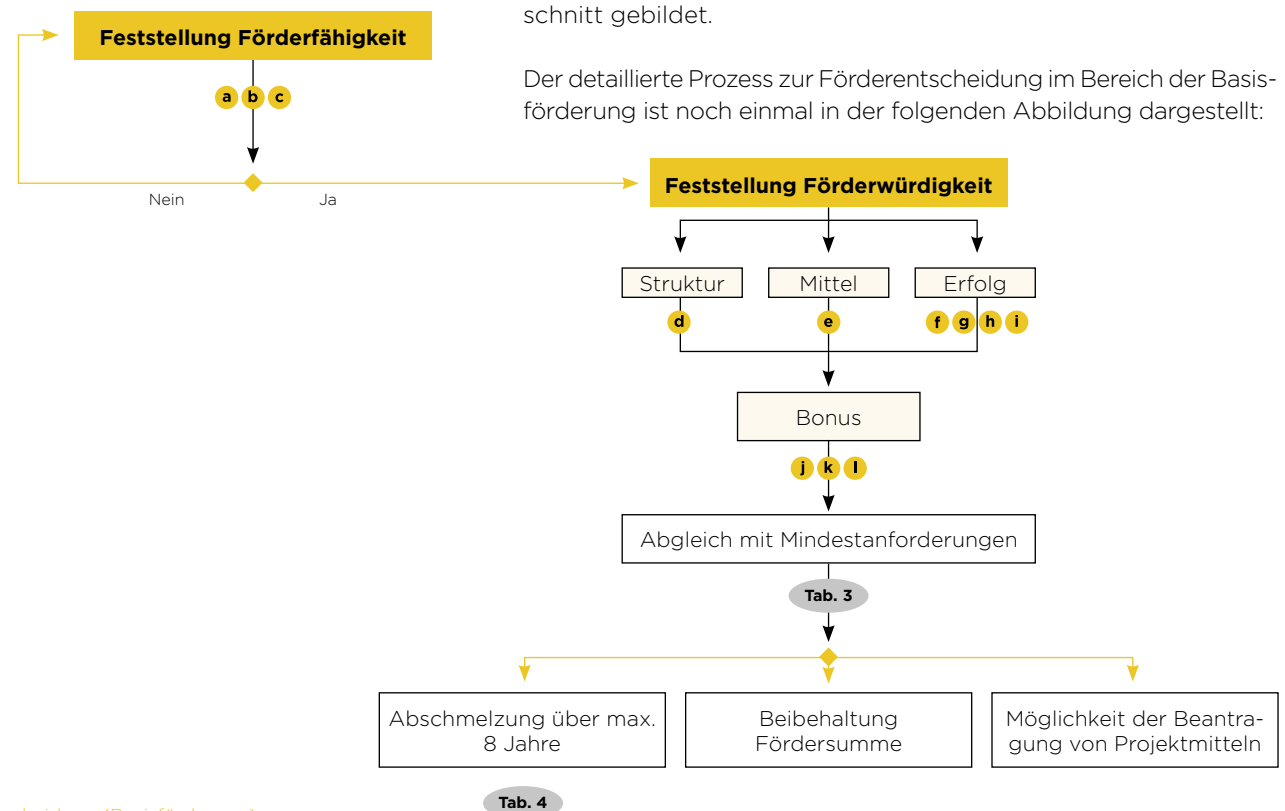 schnitt gebildet.
Feststellung Förderfähigkeit
Der detaillierte Prozess zur Förderentscheidung im Bereich der Basis-
förderung ist noch einmal in der folgenden Abbildung dargestellt:
a b c
Nein Ja
Feststellung Förderwürdigkeit
Struktur Mittel Erfolg
d e f g h i
Bonus
j k l
Abgleich mit Mindestanforderungen
Tab. 3
Abschmelzung über max.
8 Jahre
Beibehaltung
Fördersumme
Möglichkeit der Beantra-
gung von Projektmitteln
Tab. 4